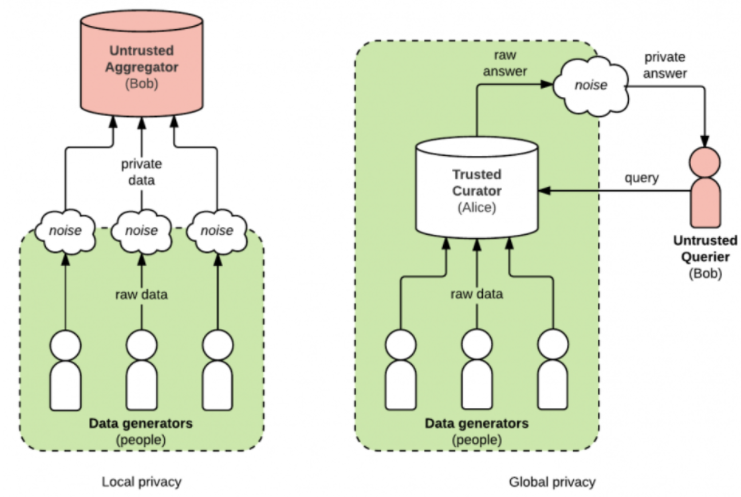 Untrusted
Aggregator
(Bob)
private
data
noise
noise
noise
raw data
Data generators
(people)
Local privacy
raw
answer
noise
private
answer
Trusted
Curator
(Alice)
query
Untrusted
Querier
(Bob)
raw data
Data generators
(people)
Global privacy